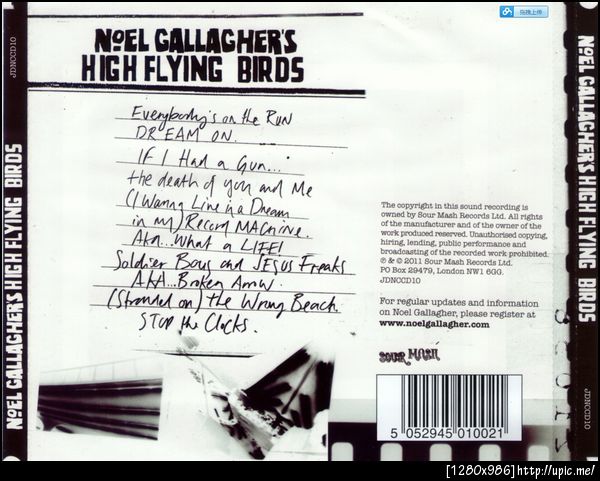 JDNCCD10
NOEL GALLAGHER'S HIGH FLYING BIRDS
NOEL GALLAGHER'S
HIGH FLYING BIRDS
拖拽上传
Everybody's on the RUN
DREAM ON.
IF I Had a Gun...
the death of you and Me
(I Wanna Live in a Dream
in my) Record MACHINE.
AKA...What a LIFE!
Soldier Boys and JESUS Freaks
AKA...Broken Arrow.
(Stranded on) the Wrong Beach.
STOP the Clocks.
The copyright in this sound recording is
owned by Sour Mash Records Ltd. All rights
of the manufacturer and of the owner of the
work produced reserved. Unauthorised copying,
hiring, lending, public performance and
broadcasting of the recorded work prohibited.
℗ & © 2011 Sour Mash Records Ltd.
PO Box 29479, London NW1 6GG.
JDNCCD10
For regular updates and information
on Noel Gallagher, please register at
www.noelgallagher.com
SOUR MASH
5 052945 010021
NOEL GALLAGHER'S HIGH FLYING BIRDS
JDNCCD10
[1280x986]http://upic.me/